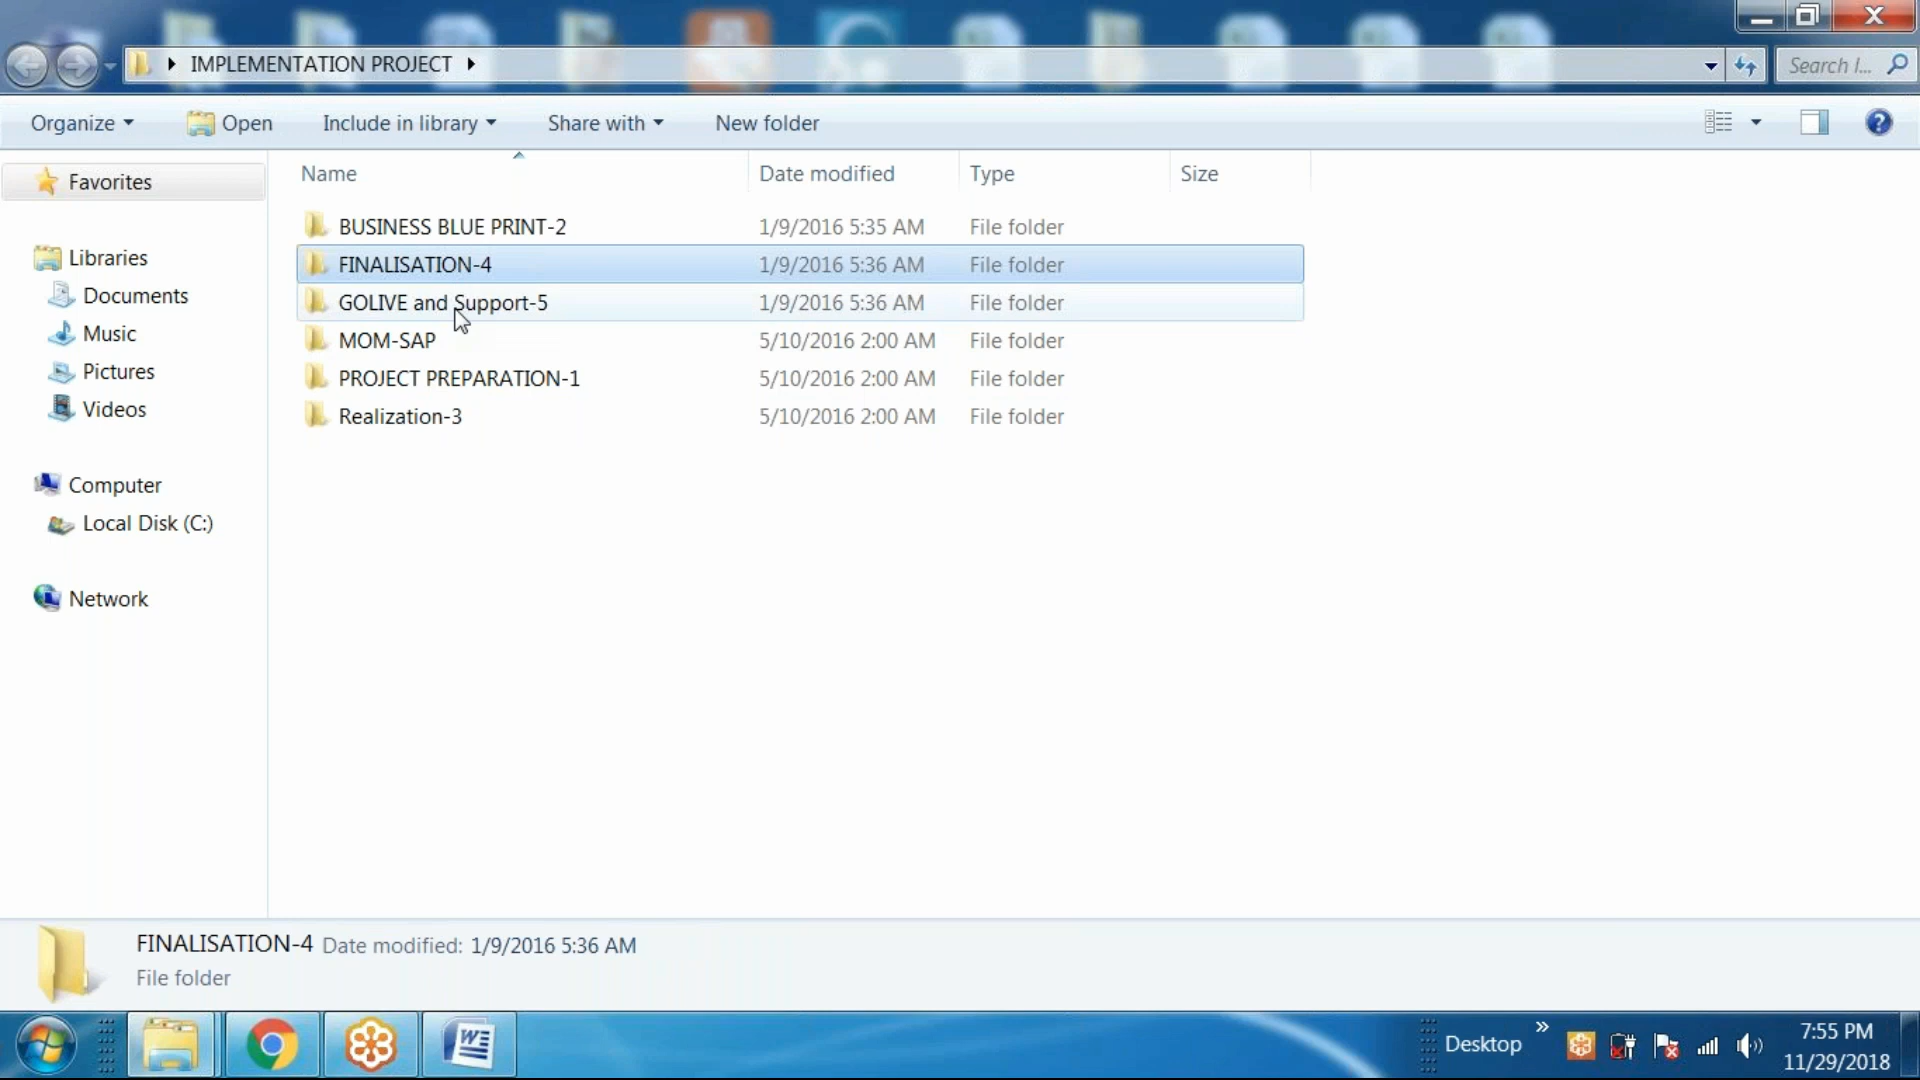 IMPLEMENTATION PROJECT
Search I...
Organize Open Include in library Share with New folder
Name Date modified Type Size
Favorites
BUSINESS BLUE PRINT-2 1/9/2016 5:35 AM File folder
FINALISATION-4 1/9/2016 5:36 AM File folder
GOLIVE and Support-5 1/9/2016 5:36 AM File folder
MOM-SAP 5/10/2016 2:00 AM File folder
PROJECT PREPARATION-1 5/10/2016 2:00 AM File folder
Realization-3 5/10/2016 2:00 AM File folder
Libraries
Documents
Music
Pictures
Videos
Computer
Local Disk (C:)
Network
FINALISATION-4 Date modified: 1/9/2016 5:36 AM
File folder
Desktop
7:55 PM
11/29/2018